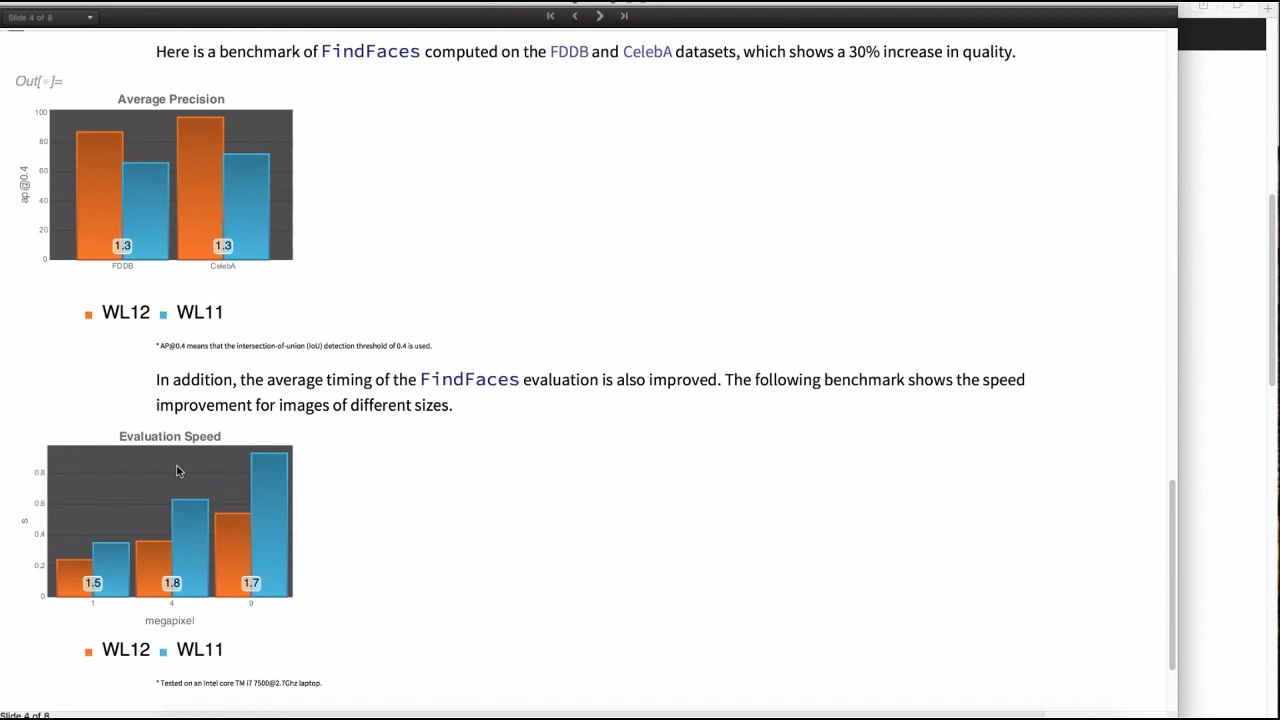 Slide 4 of 8
Here is a benchmark of FindFaces computed on the FDDB and CelebA datasets, which shows a 30% increase in quality.
Out[ ]=
Average Precision
100
80
60
40
20
0
ap@0.4
1.3
1.3
FDDB
CelebA
WL12 WL11
* AP@0.4 means that the intersection-of-union (IoU) detection threshold of 0.4 is used.
In addition, the average timing of the FindFaces evaluation is also improved. The following benchmark shows the speed
improvement for images of different sizes.
Evaluation Speed
0.8
0.6
0.4
0.2
0
s
1.5
1.8
1.7
1
4
9
megapixel
WL12 WL11
* Tested on an Intel core TM i7 7500@2.7Ghz laptop.
Slide 4 of 8